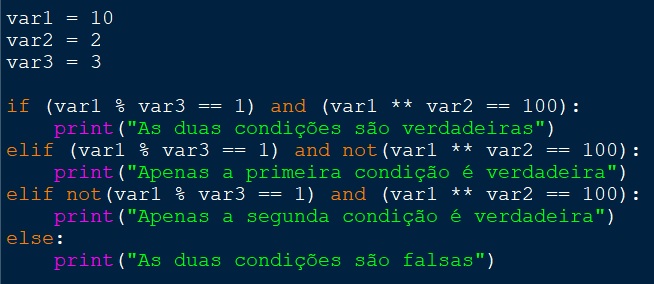 var1 = 10
var2 = 2
var3 = 3
if (var1 % var3 == 1) and (var1 ** var2 == 100):
    print("As duas condições são verdadeiras")
elif (var1 % var3 == 1) and not(var1 ** var2 == 100):
    print("Apenas a primeira condição é verdadeira")
elif not(var1 % var3 == 1) and (var1 ** var2 == 100):
    print("Apenas a segunda condição é verdadeira")
else:
    print("As duas condições são falsas")